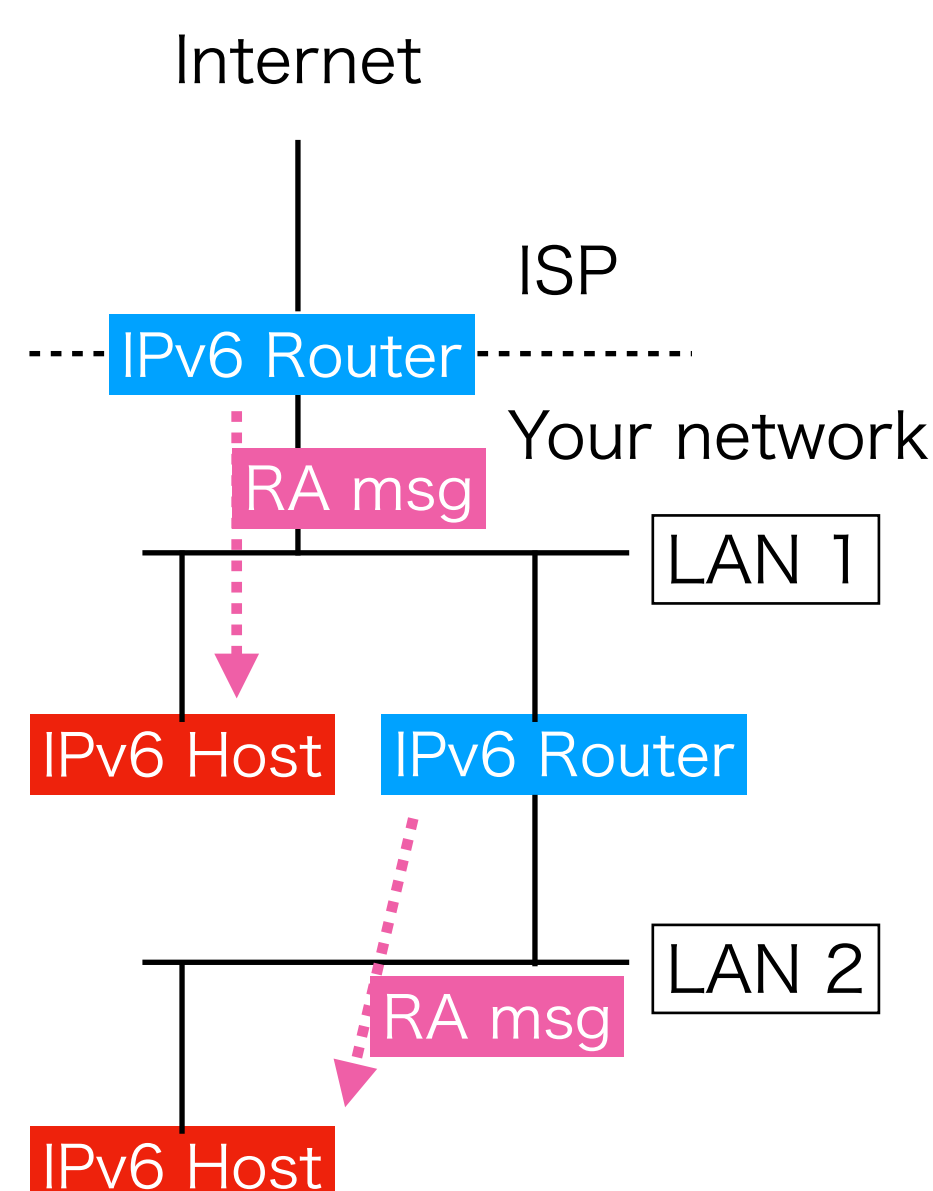 Internet
ISP
IPv6 Router
Your network
RA msg
LAN 1
IPv6 Host
IPv6 Router
LAN 2
RA msg
IPv6 Host